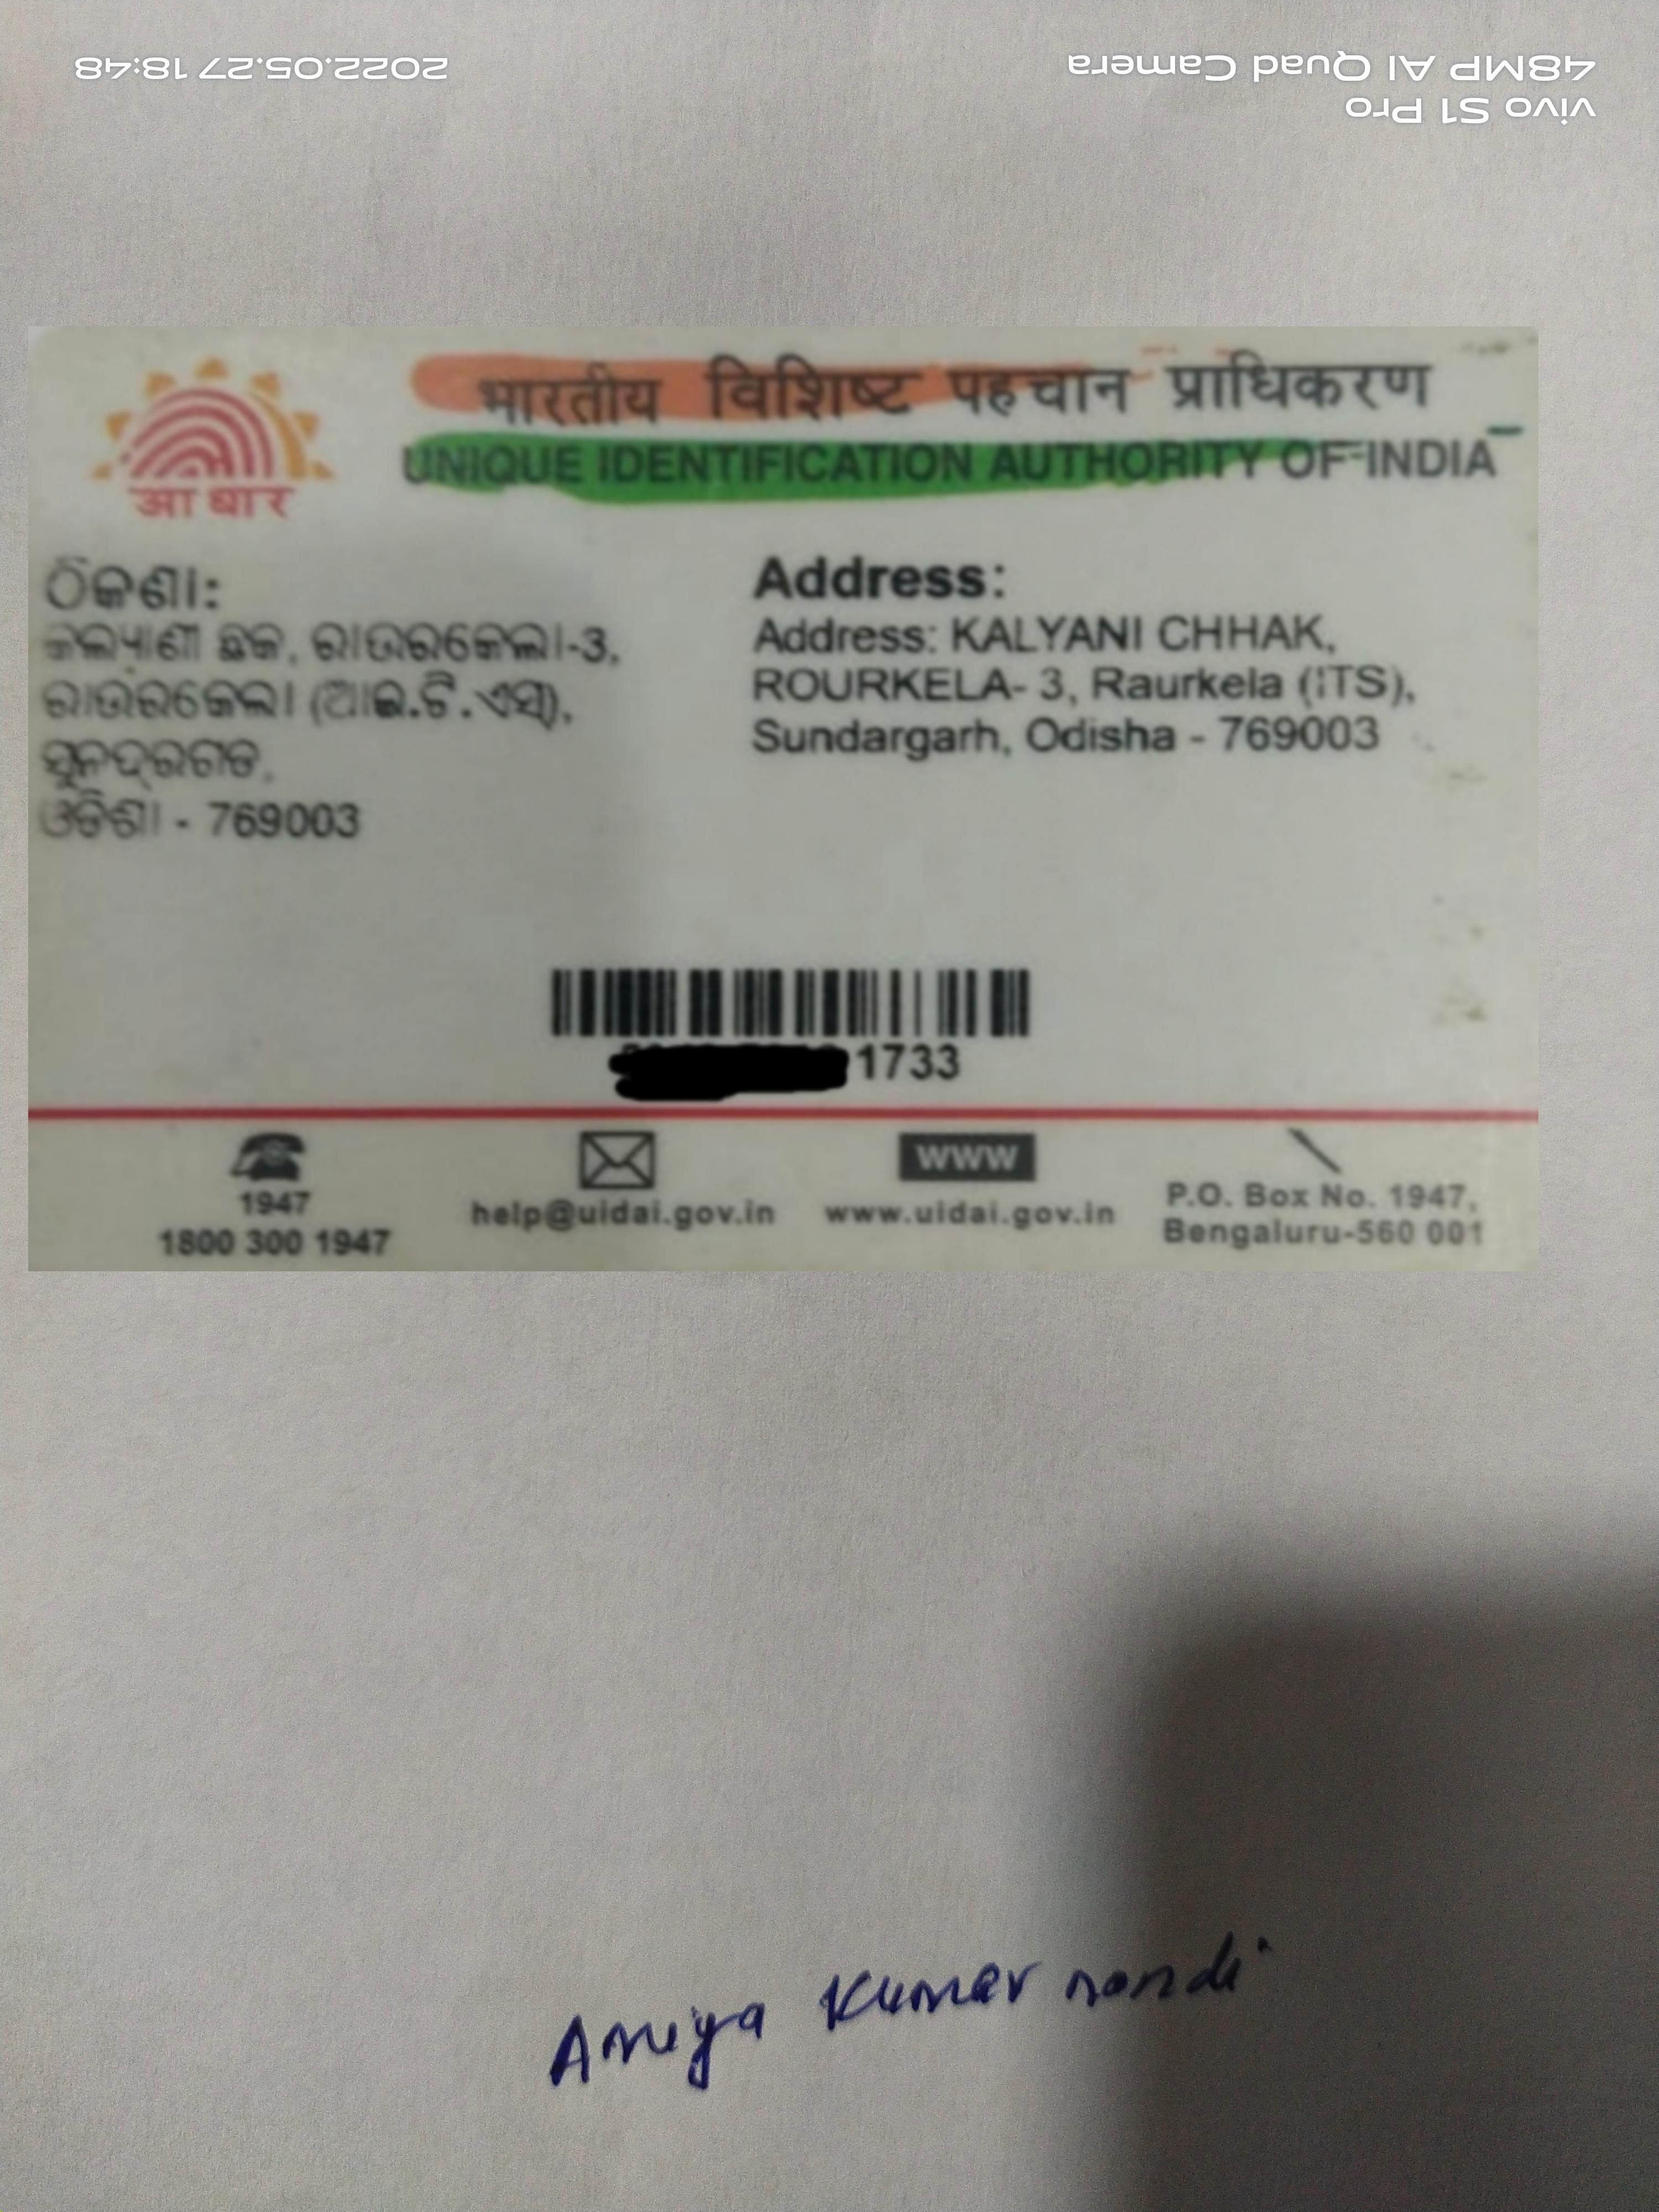 2022.05.27 18:48
vivo S1 Pro
48MP AI Quad Camera
आधार
भारतीय विशिष्ट पहचान प्राधिकरण
UNIQUE IDENTIFICATION AUTHORITY OF INDIA
ଠିକଣା:
କଲ୍ୟାଣୀ ଛକ, ରାଉରକେଲା-3,
ରାଉରକେଲା (ଆଇ.ଟି.ଏସ୍),
ସୁନଦ୍ରଗଡ,
ଓଡିଶା - 769003
Address:
Address: KALYANI CHHAK,
ROURKELA- 3, Raurkela (ITS),
Sundargarh, Odisha - 769003
1733
1947
1800 300 1947
help@uidai.gov.in
www
www.uidai.gov.in
P.O. Box No. 1947,
Bengaluru-560 001
Amiya Kumar nandi